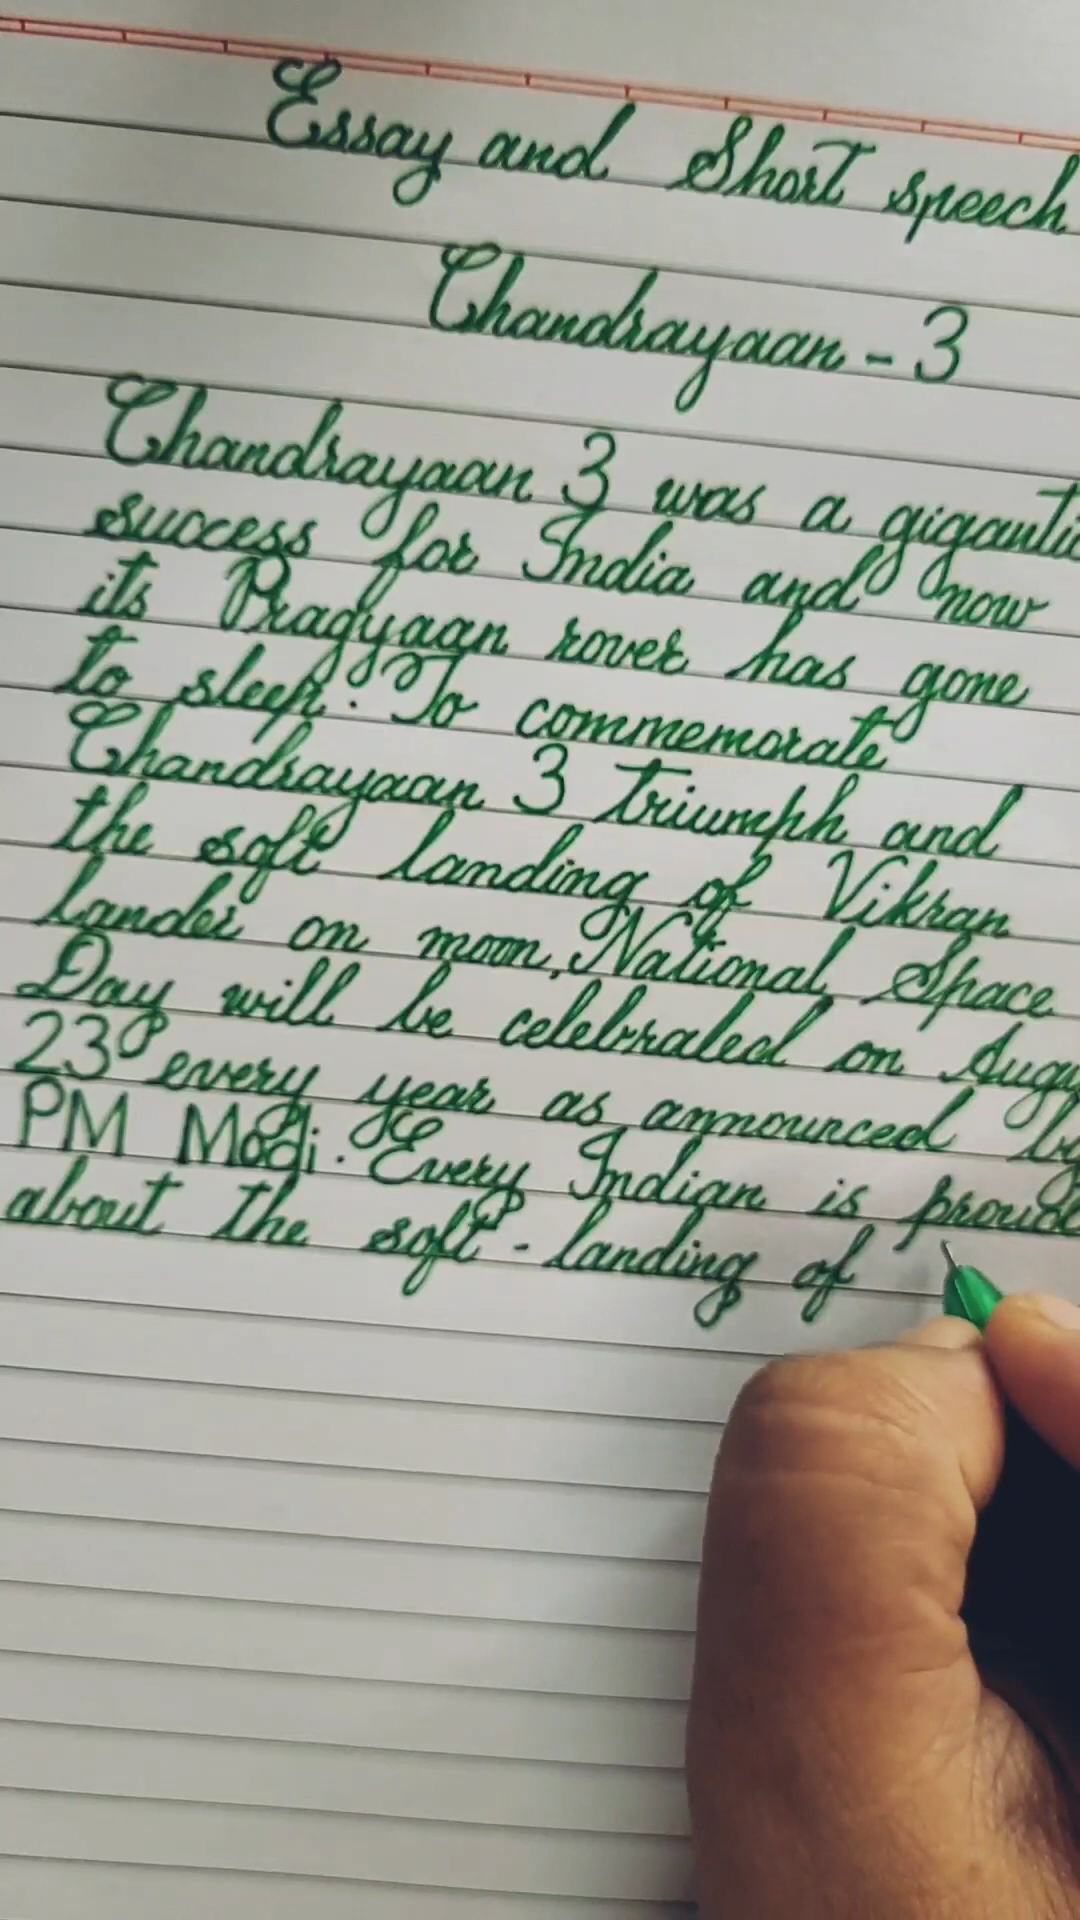 Essay and Short speech
Chandrayaan - 3
Chandrayaan 3 was a gigantic
success for India and now
its Pragyaan rover has gone
to sleep. To commemorate
Chandrayaan 3 triumph and
the soft landing of Vikran
lander on moon, National Space
Day will be celebrated on Augu
23 every year as announced by
PM Modi. Every Indian is proud
about the soft - landing of